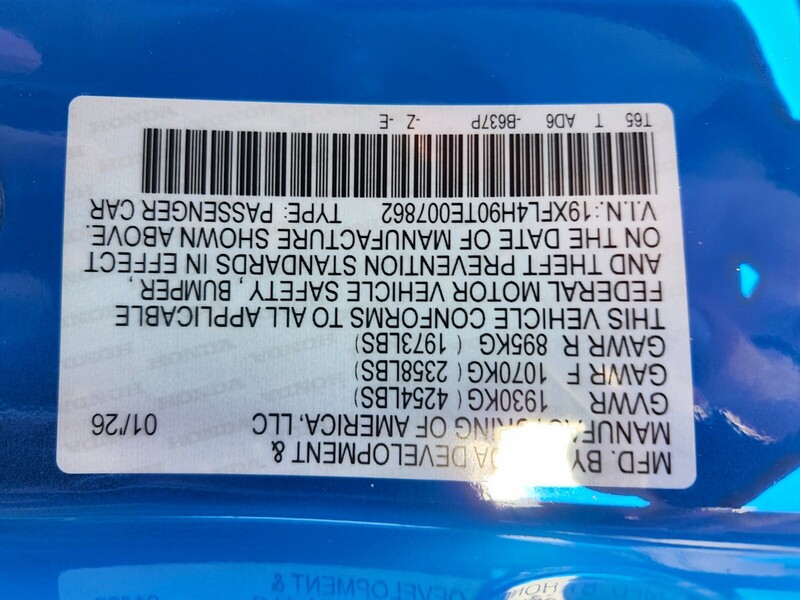 MFD. BY DA DEVELOPMENT &
MANUFACTURING OF AMERICA, LLC 01/26
GVWR 1930KG ( 4254LBS)
GAWR F 1070KG ( 2358LBS)
GAWR R 895KG ( 1973LBS)
THIS VEHICLE CONFORMS TO ALL APPLICABLE
FEDERAL MOTOR VEHICLE SAFETY, BUMPER,
AND THEFT PREVENTION STANDARDS IN EFFECT
ON THE DATE OF MANUFACTURE SHOWN ABOVE.
V.I.N.:19XFL4H90TE007862 TYPE: PASSENGER CAR
T65 T AD6 -B637P -Z -E